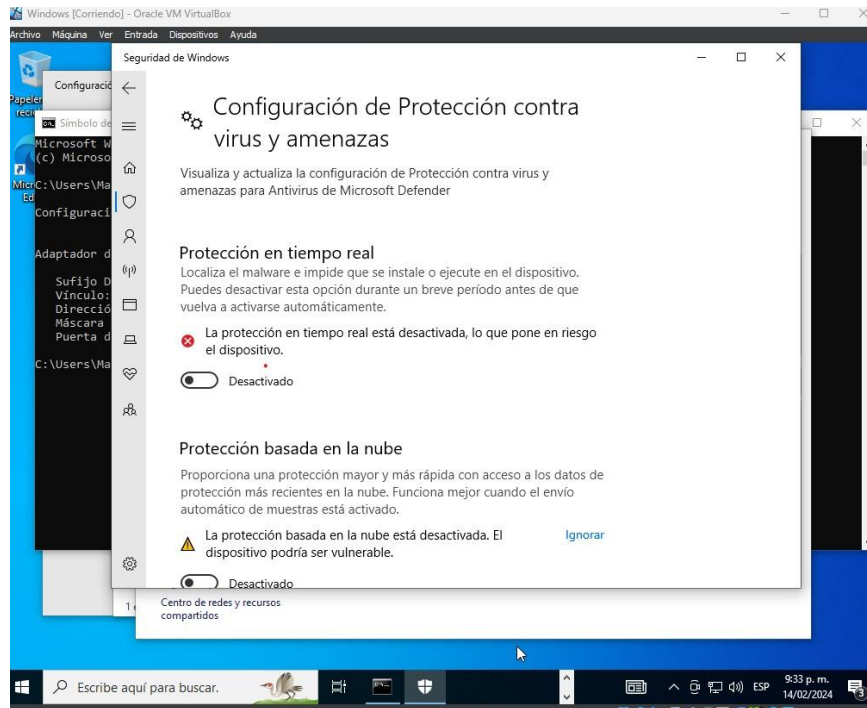 Windows [Corriendo] - Oracle VM VirtualBox
Archivo Máquina Ver Entrada Dispositivos Ayuda
Seguridad de Windows
Configuración de Protección contra
virus y amenazas
Visualiza y actualiza la configuración de Protección contra virus y
amenazas para Antivirus de Microsoft Defender
Protección en tiempo real
Localiza el malware e impide que se instale o ejecute en el dispositivo.
Puedes desactivar esta opción durante un breve período antes de que
vuelva a activarse automáticamente.
La protección en tiempo real está desactivada, lo que pone en riesgo
el dispositivo.
Desactivado
Protección basada en la nube
Proporciona una protección mayor y más rápida con acceso a los datos de
protección más recientes en la nube. Funciona mejor cuando el envío
automático de muestras está activado.
La protección basada en la nube está desactivada. El
dispositivo podría ser vulnerable.
Ignorar
Desactivado
Símbolo de
Microsoft
(c)
C:\Users\
Adaptador
Sufijo
Vínculo:
Máscara
Puerta
C:\Users\
Centro de redes y recursos
compartidos
Escribe aquí para buscar.
ESP
9:33 p. m.
14/02/2024
3